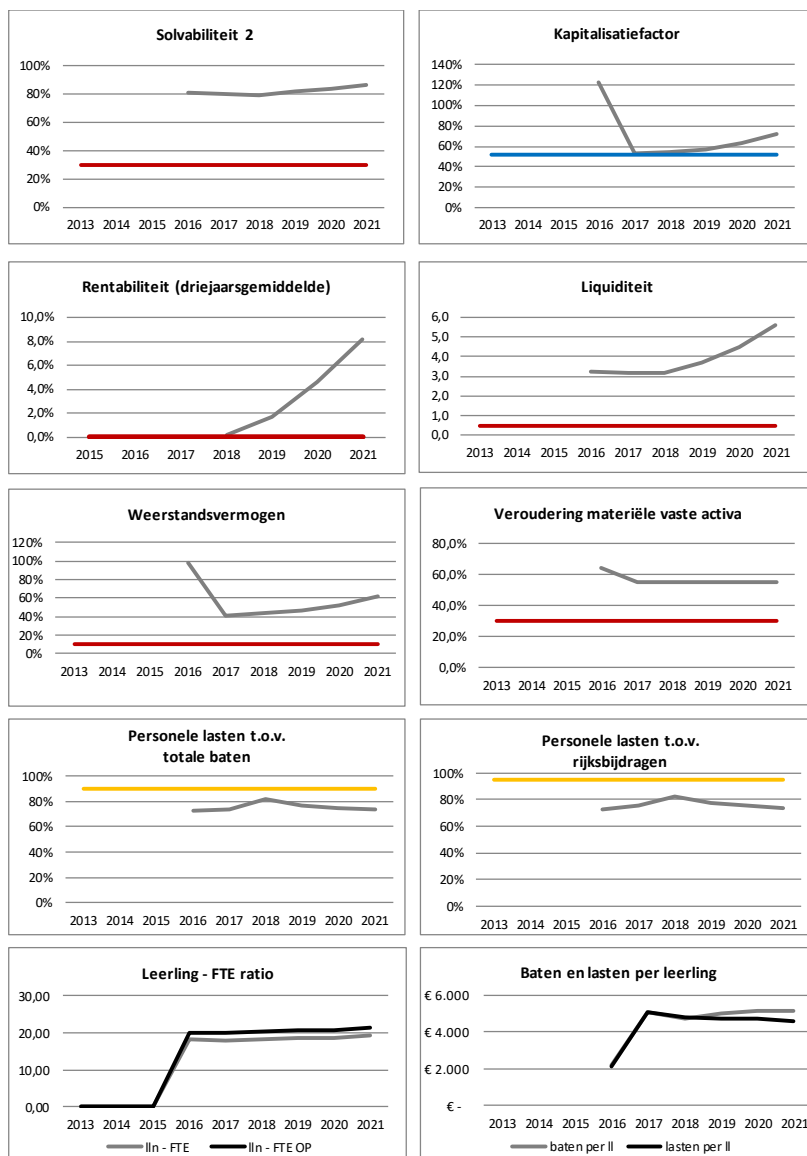 Solvabiliteit 2
100%
80%
60%
40%
20%
0%
2013 2014 2015 2016 2017 2018 2019 2020 2021
Kapitalisatiefactor
140%
120%
100%
80%
60%
40%
20%
0%
2013 2014 2015 2016 2017 2018 2019 2020 2021
Rentabiliteit (driejaarsgemiddelde)
10,0%
8,0%
6,0%
4,0%
2,0%
0,0%
2015 2016 2017 2018 2019 2020 2021
Liquiditeit
6,0
5,0
4,0
3,0
2,0
1,0
0,0
2013 2014 2015 2016 2017 2018 2019 2020 2021
Weerstandsvermogen
120%
100%
80%
60%
40%
20%
0%
2013 2014 2015 2016 2017 2018 2019 2020 2021
Veroudering materiële vaste activa
80,0%
60,0%
40,0%
20,0%
0,0%
2013 2014 2015 2016 2017 2018 2019 2020 2021
Personele lasten t.o.v.
totale baten
100%
80%
60%
40%
20%
0%
2013 2014 2015 2016 2017 2018 2019 2020 2021
Personele lasten t.o.v.
rijksbijdragen
100%
80%
60%
40%
20%
0%
2013 2014 2015 2016 2017 2018 2019 2020 2021
Leerling - FTE ratio
30,00
20,00
10,00
0,00
2013 2014 2015 2016 2017 2018 2019 2020 2021
lln - FTE lln - FTE OP
Baten en lasten per leerling
€ 6.000
€ 4.000
€ 2.000
€ -
2013 2014 2015 2016 2017 2018 2019 2020 2021
baten per ll lasten per ll